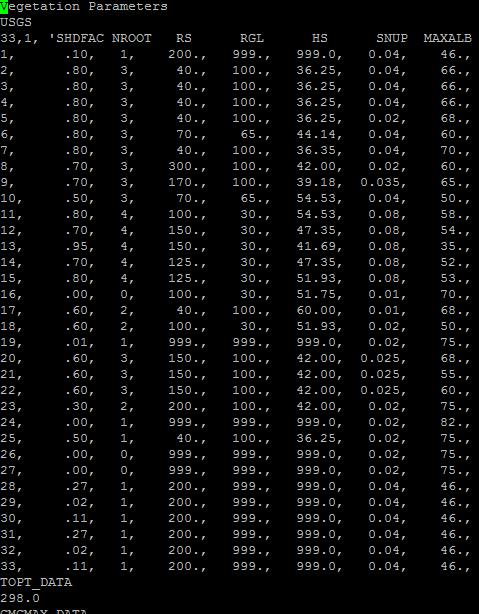 Vegetation Parameters
USGS
33,1, 'SHDFAC NROOT RS RGL HS SNUP MAXALB
1, .10, 1, 200., 999., 999.0, 0.04, 46.,
2, .80, 3, 40., 100., 36.25, 0.04, 66.,
3, .80, 3, 40., 100., 36.25, 0.04, 66.,
4, .80, 3, 40., 100., 36.25, 0.04, 66.,
5, .80, 3, 40., 100., 36.25, 0.02, 68.,
6, .80, 3, 70., 65., 44.14, 0.04, 60.,
7, .80, 3, 40., 100., 36.35, 0.04, 70.,
8, .70, 3, 300., 100., 42.00, 0.02, 60.,
9, .70, 3, 170., 100., 39.18, 0.035, 65.,
10, .50, 3, 70., 65., 54.53, 0.04, 50.,
11, .80, 4, 100., 30., 54.53, 0.08, 58.,
12, .70, 4, 150., 30., 47.35, 0.08, 54.,
13, .95, 4, 150., 30., 41.69, 0.08, 35.,
14, .70, 4, 125., 30., 47.35, 0.08, 52.,
15, .80, 4, 125., 30., 51.93, 0.08, 53.,
16, .00, 0, 100., 30., 51.75, 0.01, 70.,
17, .60, 2, 40., 100., 60.00, 0.01, 68.,
18, .60, 2, 100., 30., 51.93, 0.02, 50.,
19, .01, 1, 999., 999., 999.0, 0.02, 75.,
20, .60, 3, 150., 100., 42.00, 0.025, 68.,
21, .60, 3, 150., 100., 42.00, 0.025, 55.,
22, .60, 3, 150., 100., 42.00, 0.025, 60.,
23, .30, 2, 200., 100., 42.00, 0.02, 75.,
24, .00, 1, 999., 999., 999.0, 0.02, 82.,
25, .50, 1, 40., 100., 36.25, 0.02, 75.,
26, .00, 0, 999., 999., 999.0, 0.02, 75.,
27, .00, 0, 999., 999., 999.0, 0.02, 75.,
28, .27, 1, 200., 999., 999.0, 0.04, 46.,
29, .02, 1, 200., 999., 999.0, 0.04, 46.,
30, .11, 1, 200., 999., 999.0, 0.04, 46.,
31, .27, 1, 200., 999., 999.0, 0.04, 46.,
32, .02, 1, 200., 999., 999.0, 0.04, 46.,
33, .11, 1, 200., 999., 999.0, 0.04, 46.,
TOPT_DATA
298.0
CMCMAX_DATA